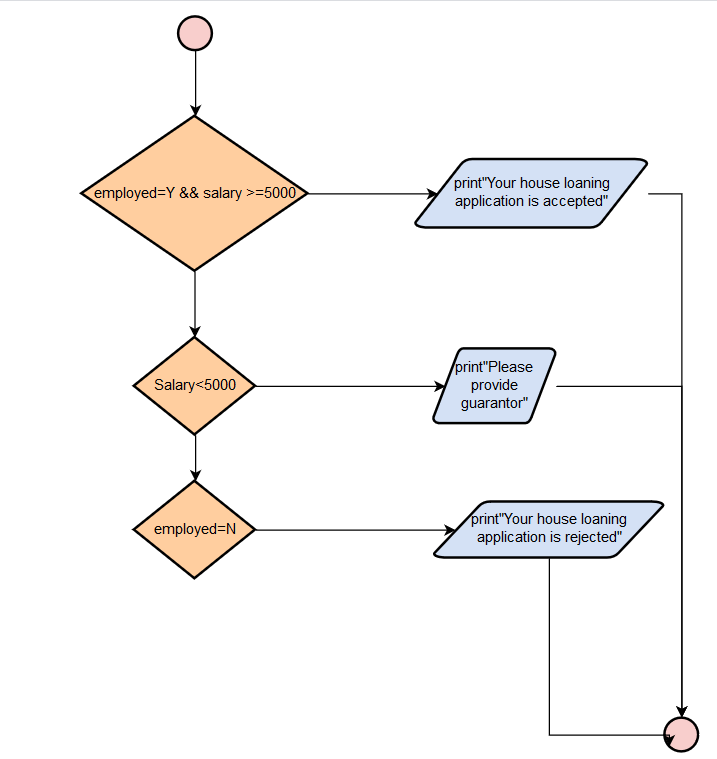 employed=Y && salary >=5000
print"Your house loaning
application is accepted"
Salary<5000
print"Please
provide
guarantor"
employed=N
print"Your house loaning
application is rejected"